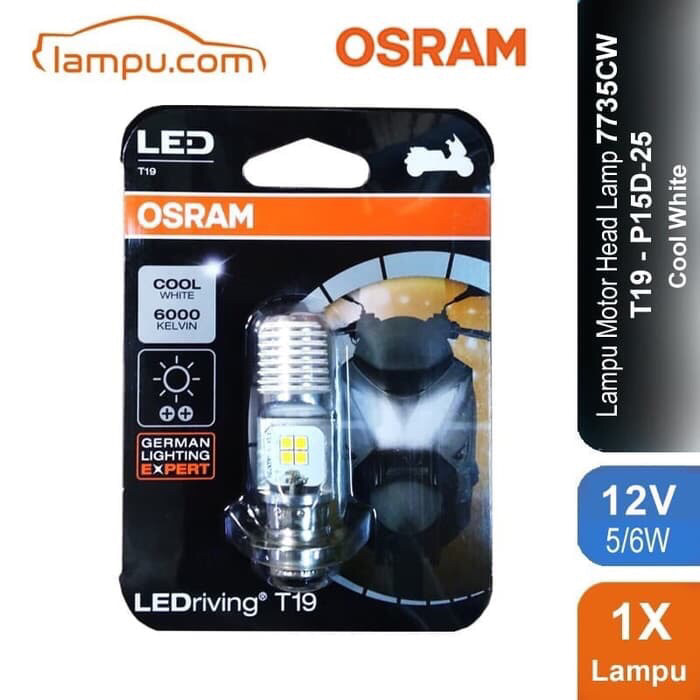 lampu.com
OSRAM
LED
T19
OSRAM
COOL
WHITE
6000
KELVIN
GERMAN
LIGHTING
EXPERT
LEDriving® T19
Lampu Motor Head Lamp 7735CW
T19 - P15D-25
Cool White
12V
5/6W
1X
Lampu